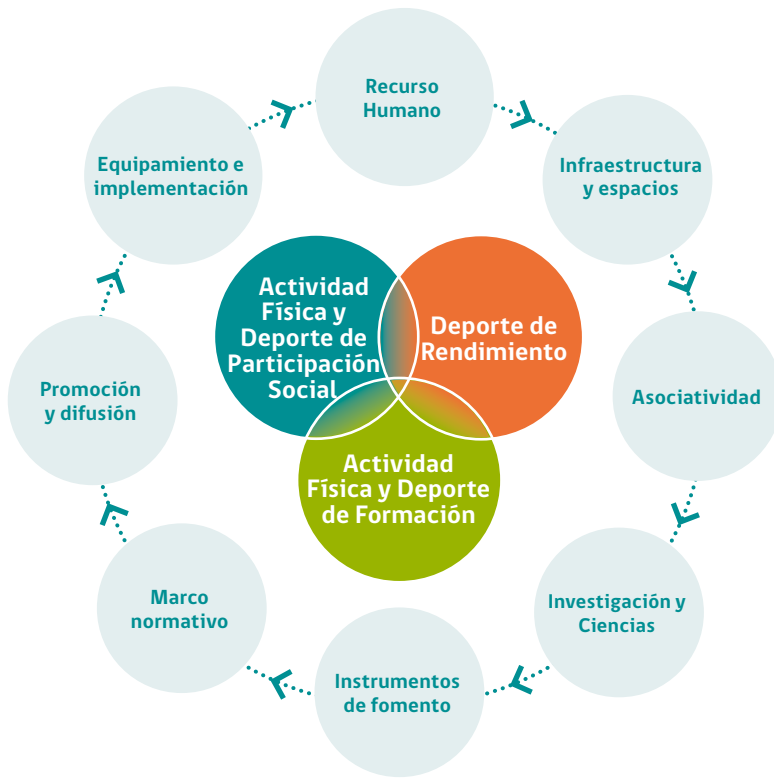 Recurso
Humano
Infraestructura
y espacios
Asociatividad
Investigación y
Ciencias
Instrumentos
de fomento
Marco
normativo
Promoción
y difusión
Equipamiento e
implementación
Actividad
Física y
Deporte de
Participación
Social
Deporte de
Rendimiento
Actividad
Física y Deporte
de Formación